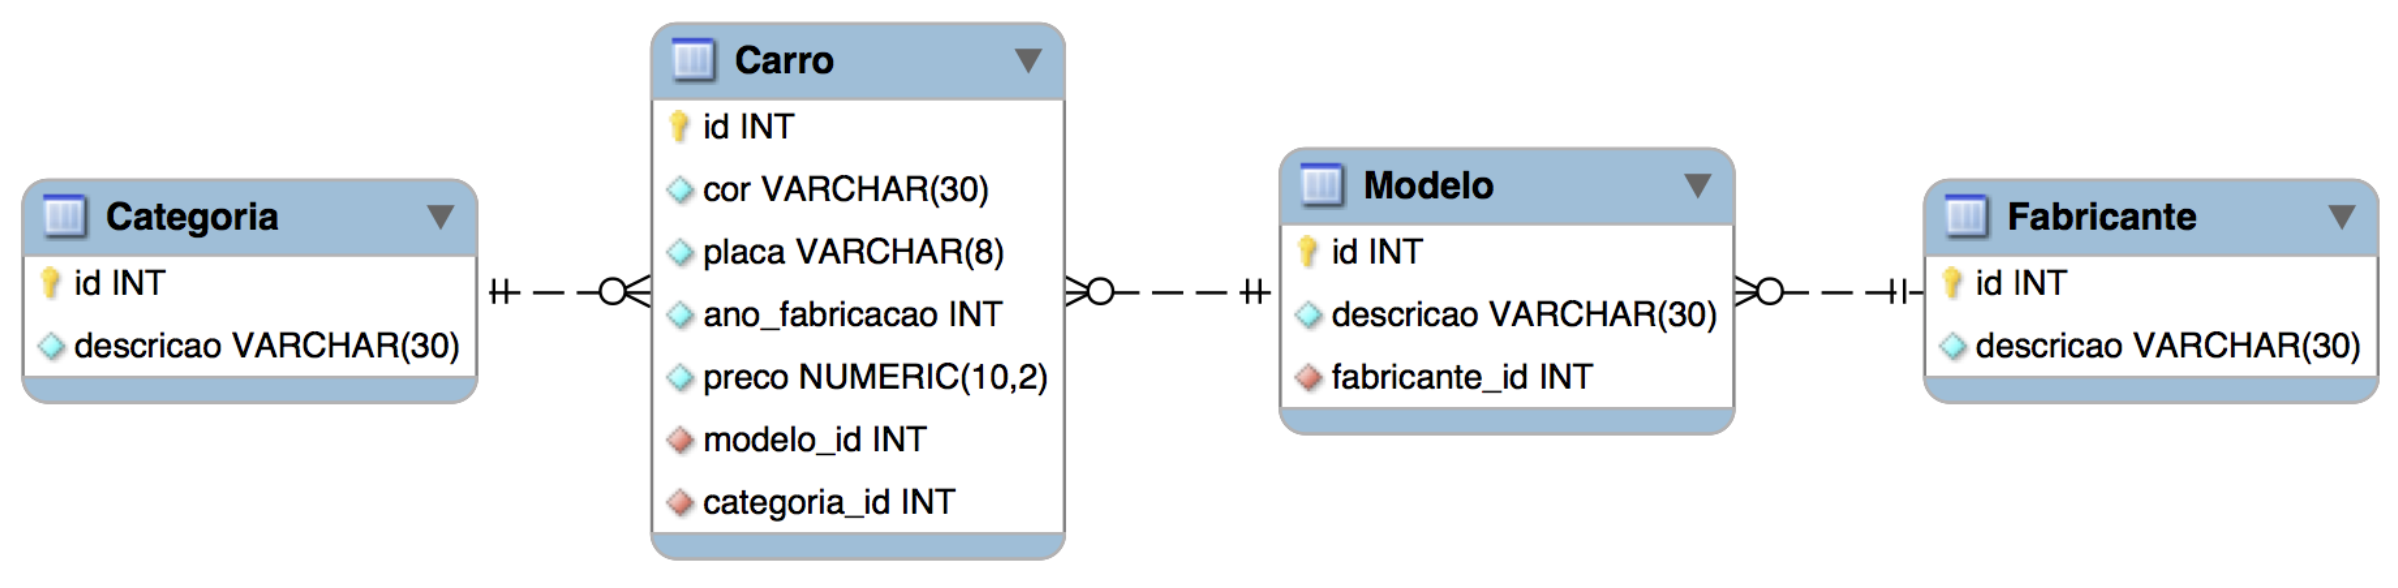 Categoria
id INT
descricao VARCHAR(30)
Carro
id INT
cor VARCHAR(30)
placa VARCHAR(8)
ano_fabricacao INT
preco NUMERIC(10,2)
modelo_id INT
categoria_id INT
Modelo
id INT
descricao VARCHAR(30)
fabricante_id INT
Fabricante
id INT
descricao VARCHAR(30)